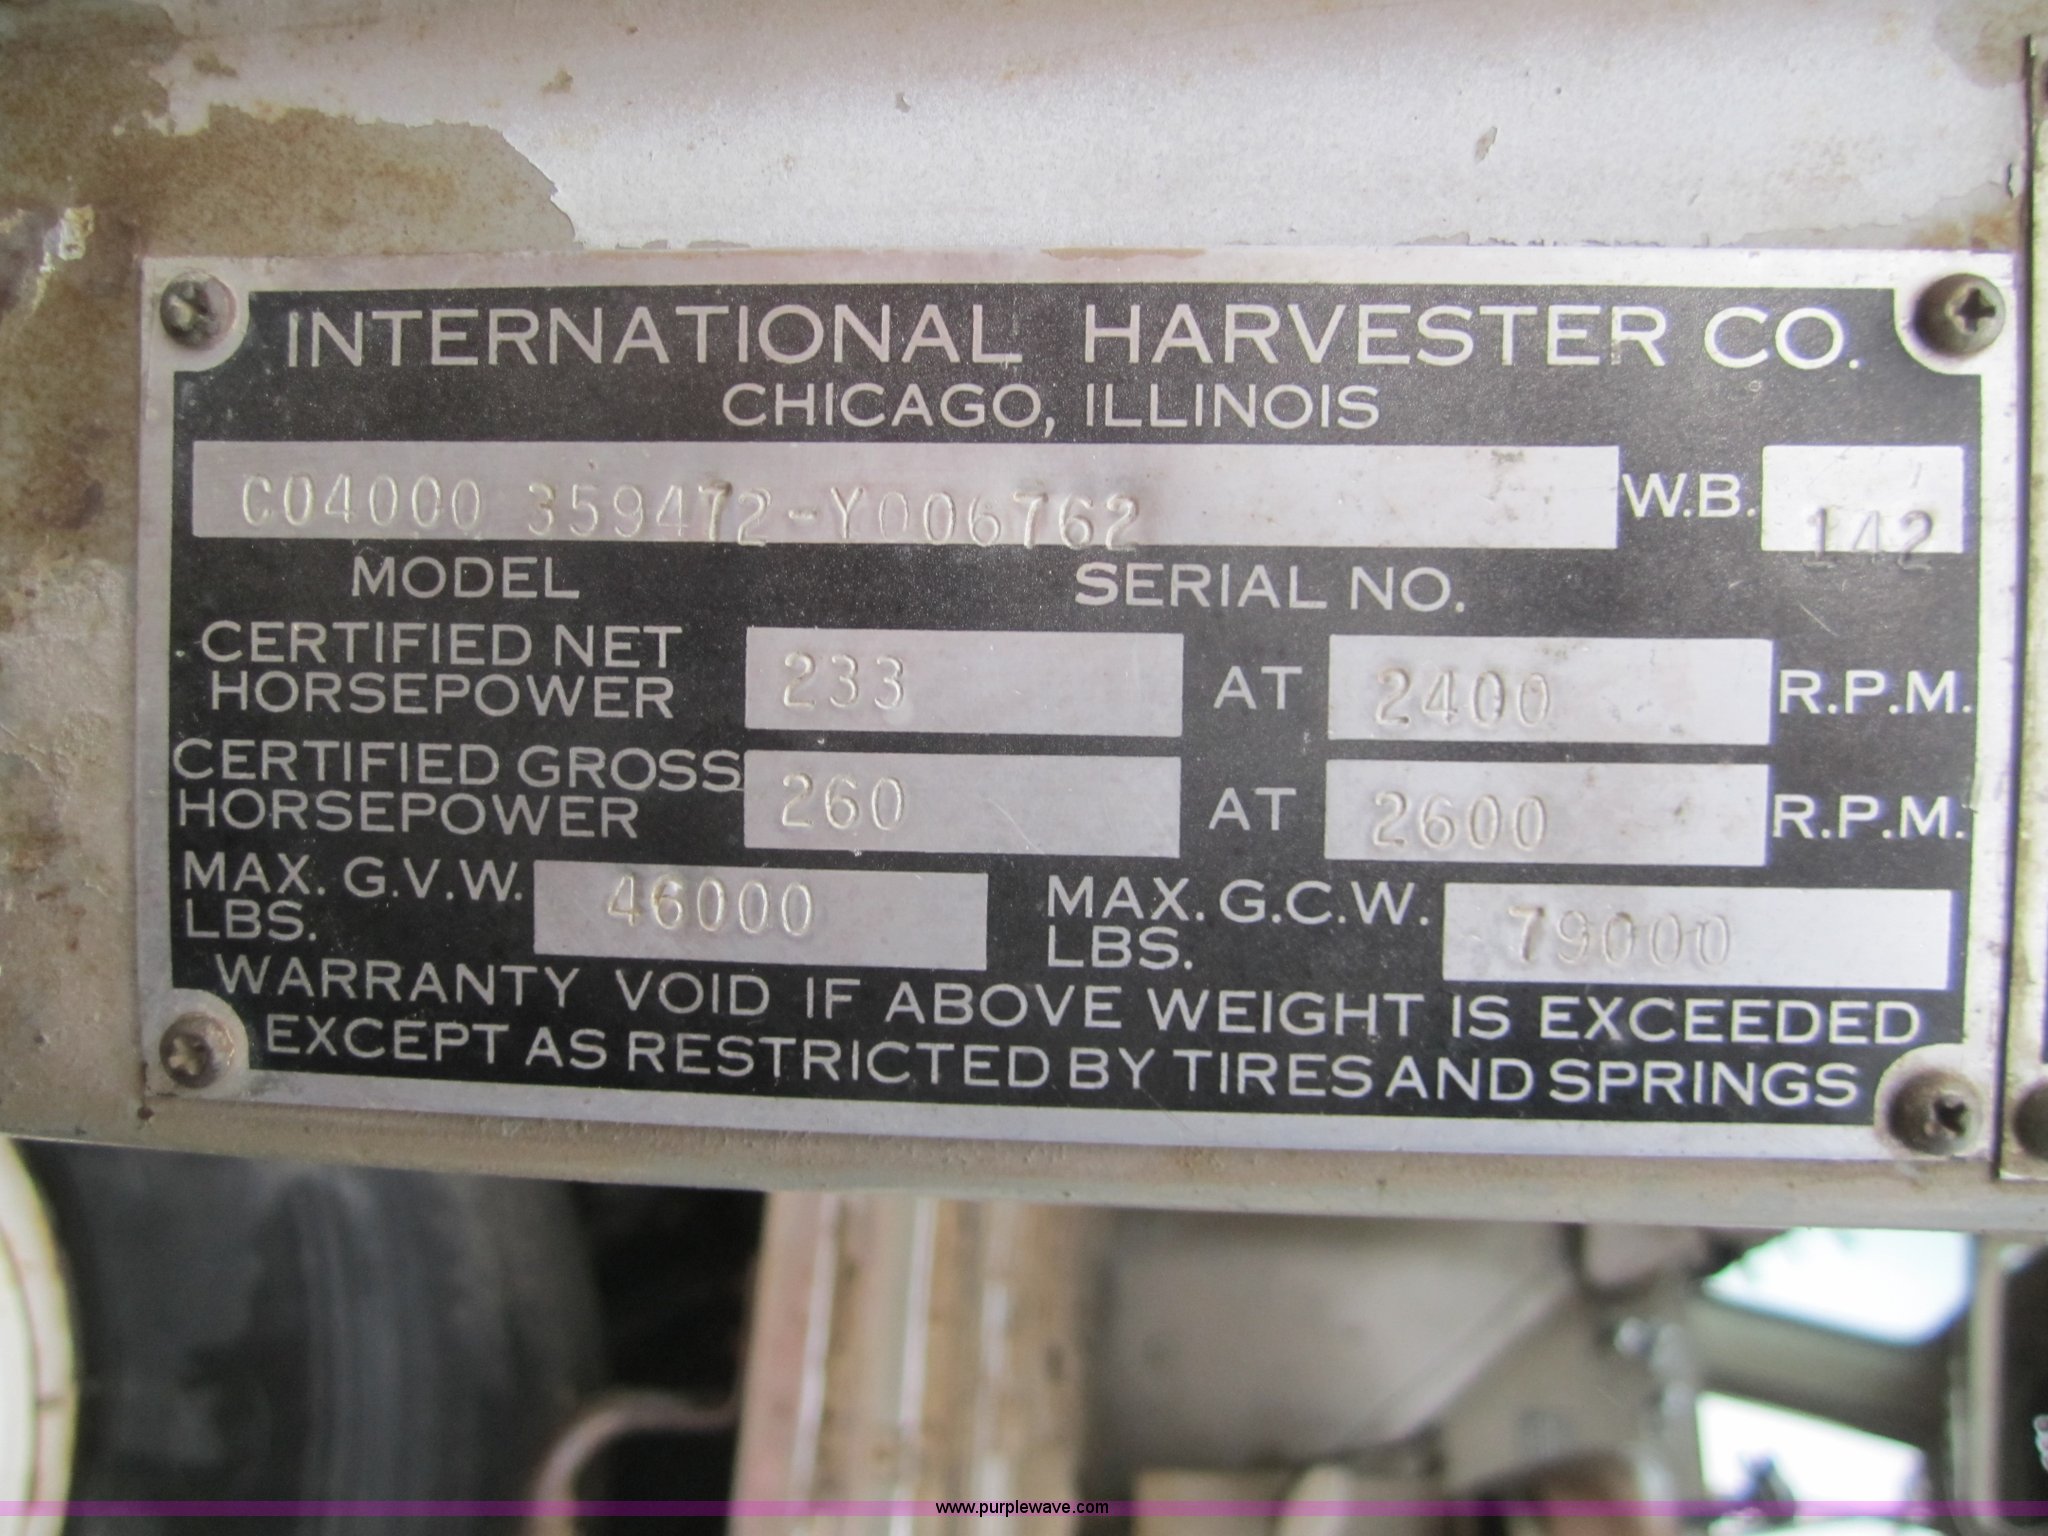 INTERNATIONAL HARVESTER CO.
CHICAGO, ILLINOIS
CO4000 359472-Y006762 W.B. 142
MODEL SERIAL NO.
CERTIFIED NET
HORSEPOWER 233 AT 2400 R.P.M.
CERTIFIED GROSS
HORSEPOWER 260 AT 2600 R.P.M.
MAX. G.V.W.
LBS. 46000
MAX. G.C.W.
LBS. 79000
WARRANTY VOID IF ABOVE WEIGHT IS EXCEEDED
EXCEPT AS RESTRICTED BY TIRES AND SPRINGS
www.purplewave.com